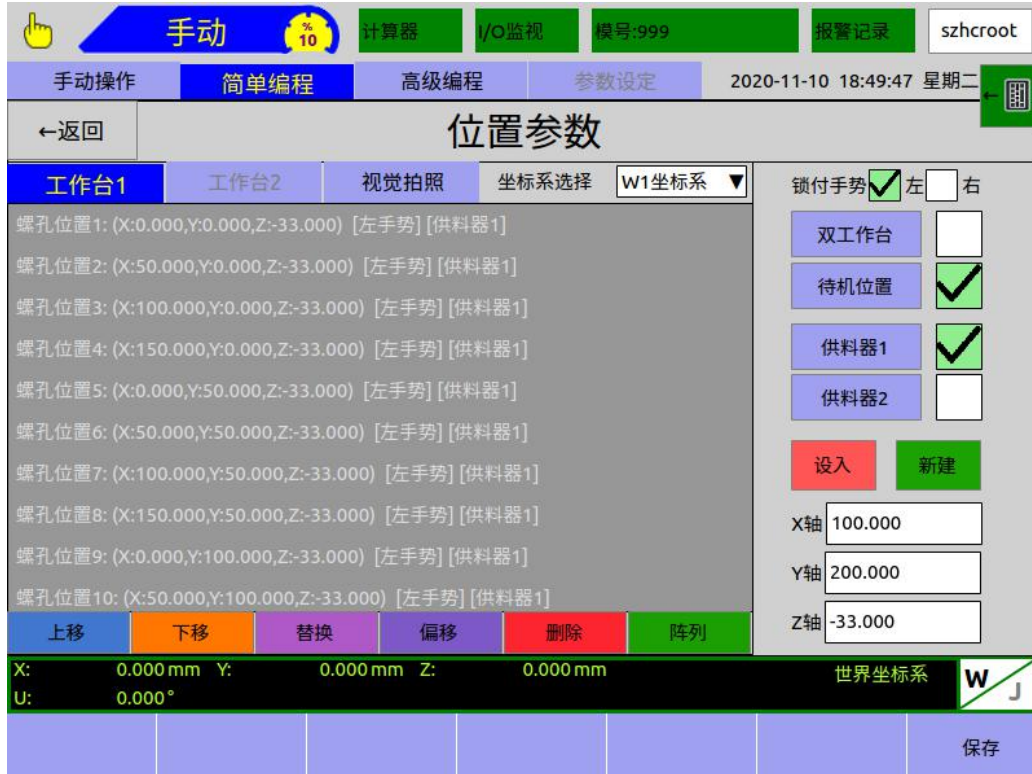 手动 % 10 计算器 I/O监视 模号:999 报警记录 szhcroot
手动操作 简单编程 高级编程 参数设定 2020-11-10 18:49:47 星期二 ←
←返回 位置参数
工作台1 工作台2 视觉拍照 坐标系选择 W1坐标系 ▼ 锁付手势 左 右
螺孔位置1: (X:0.000,Y:0.000,Z:-33.000) [左手势] [供料器1]
双工作台
螺孔位置2: (X:50.000,Y:0.000,Z:-33.000) [左手势] [供料器1]
待机位置
螺孔位置3: (X:100.000,Y:0.000,Z:-33.000) [左手势] [供料器1]
螺孔位置4: (X:150.000,Y:0.000,Z:-33.000) [左手势] [供料器1]
供料器1
螺孔位置5: (X:0.000,Y:50.000,Z:-33.000) [左手势] [供料器1]
供料器2
螺孔位置6: (X:50.000,Y:50.000,Z:-33.000) [左手势] [供料器1]
螺孔位置7: (X:100.000,Y:50.000,Z:-33.000) [左手势] [供料器1]
设入 新建
螺孔位置8: (X:150.000,Y:50.000,Z:-33.000) [左手势] [供料器1]
X轴 100.000
螺孔位置9: (X:0.000,Y:100.000,Z:-33.000) [左手势] [供料器1]
Y轴 200.000
螺孔位置10: (X:50.000,Y:100.000,Z:-33.000) [左手势] [供料器1]
上移 下移 替换 偏移 删除 阵列 Z轴 -33.000
X: 0.000 mm Y: 0.000 mm Z: 0.000 mm 世界坐标系 W J
U: 0.000 °
保存